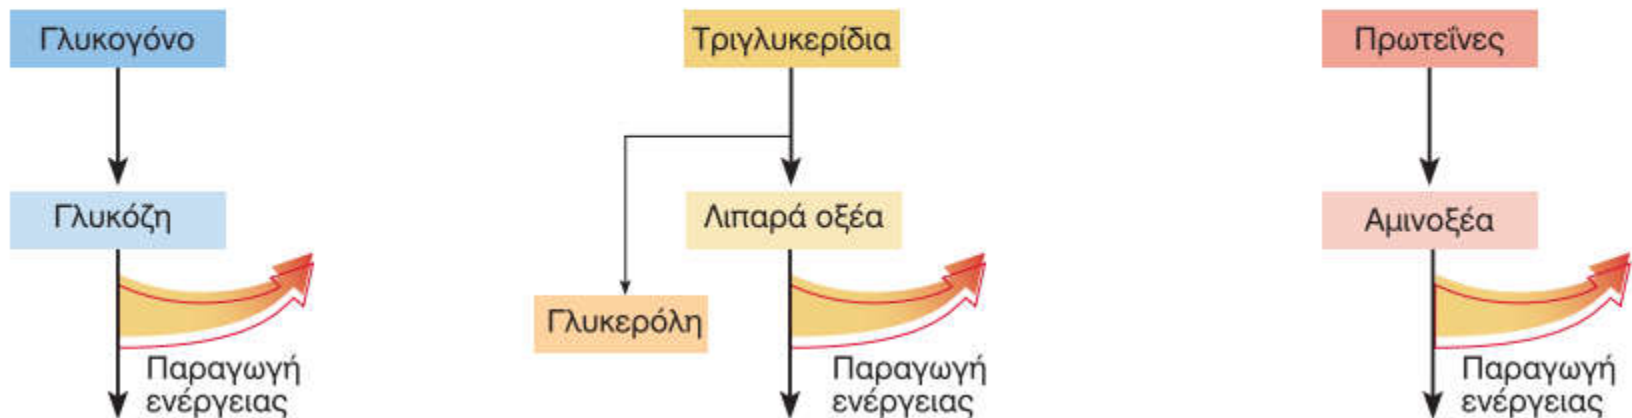 Γλυκογόνο
Τριγλυκερίδια
Πρωτεΐνες
Γλυκόζη
Λιπαρά οξέα
Αμινοξέα
Γλυκερόλη
Παραγωγή
ενέργειας
Παραγωγή
ενέργειας
Παραγωγή
ενέργειας